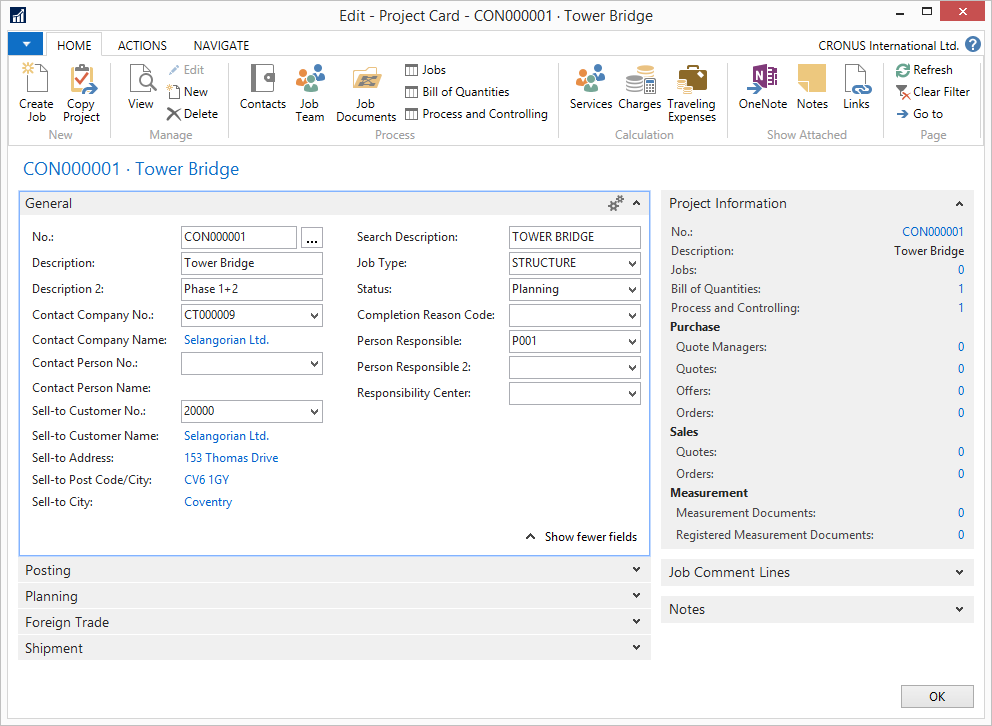 Edit - Project Card - CON000001 · Tower Bridge
HOME ACTIONS NAVIGATE CRONUS International Ltd. ?
Create Job
Copy Project
New
View
Edit
New
Delete
Manage
Contacts
Job Team
Job Documents
Jobs
Bill of Quantities
Process and Controlling
Process
Services
Charges
Traveling Expenses
Calculation
OneNote
Notes
Links
Show Attached
Refresh
Clear Filter
Go to
Page
CON000001 · Tower Bridge
General
No.: CON000001 ...
Description: Tower Bridge
Description 2: Phase 1+2
Contact Company No.: CT000009
Contact Company Name: Selangorian Ltd.
Contact Person No.:
Contact Person Name:
Sell-to Customer No.: 20000
Sell-to Customer Name: Selangorian Ltd.
Sell-to Address: 153 Thomas Drive
Sell-to Post Code/City: CV6 1GY
Sell-to City: Coventry
Search Description: TOWER BRIDGE
Job Type: STRUCTURE
Status: Planning
Completion Reason Code:
Person Responsible: P001
Person Responsible 2:
Responsibility Center:
Show fewer fields
Posting
Planning
Foreign Trade
Shipment
Project Information
No.: CON000001
Description: Tower Bridge
Jobs: 0
Bill of Quantities: 1
Process and Controlling: 1
Purchase
Quote Managers: 0
Quotes: 0
Offers: 0
Orders: 0
Sales
Quotes: 0
Orders: 0
Measurement
Measurement Documents: 0
Registered Measurement Documents: 0
Job Comment Lines
Notes
OK